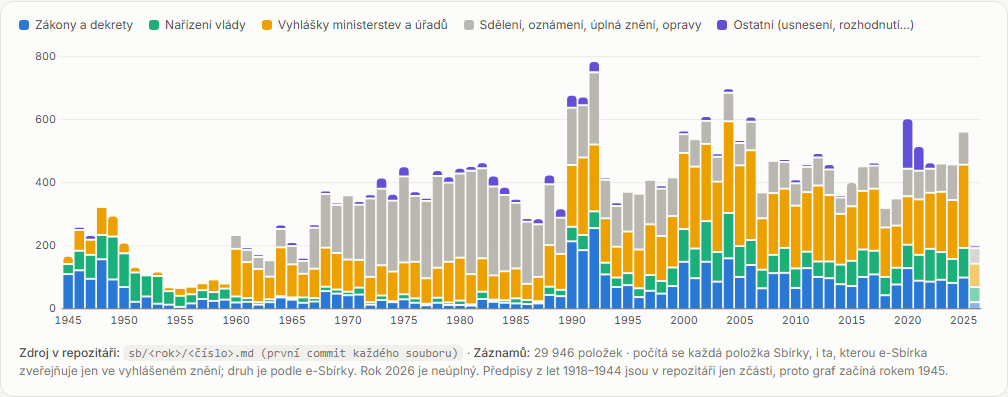 Zákony a dekrety Nařízení vlády Vyhlášky ministerstev a úřadů Sdělení, oznámení, úplná znění, opravy Ostatní (usnesení, rozhodnutí…)
800
600
400
200
0
1945 1950 1955 1960 1965 1970 1975 1980 1985 1990 1995 2000 2005 2010 2015 2020 2025
Zdroj v repozitáři: sb/<rok>/<číslo>.md (první commit každého souboru) · Záznamů: 29 946 položek · počítá se každá položka Sbírky, i ta, kterou e-Sbírka
zveřejňuje jen ve vyhlášeném znění; druh je podle e-Sbírky. Rok 2026 je neúplný. Předpisy z let 1918–1944 jsou v repozitáři jen zčásti, proto graf začíná rokem 1945.